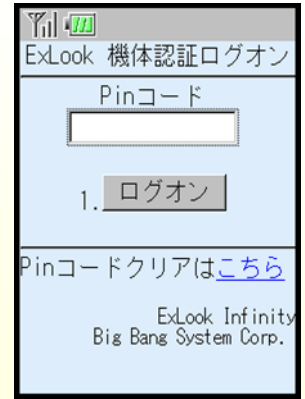 ExLook 機体認証ログオン
Pinコード
1. ログオン
Pinコードクリアはこちら
ExLook Infinity
Big Bang System Corp.